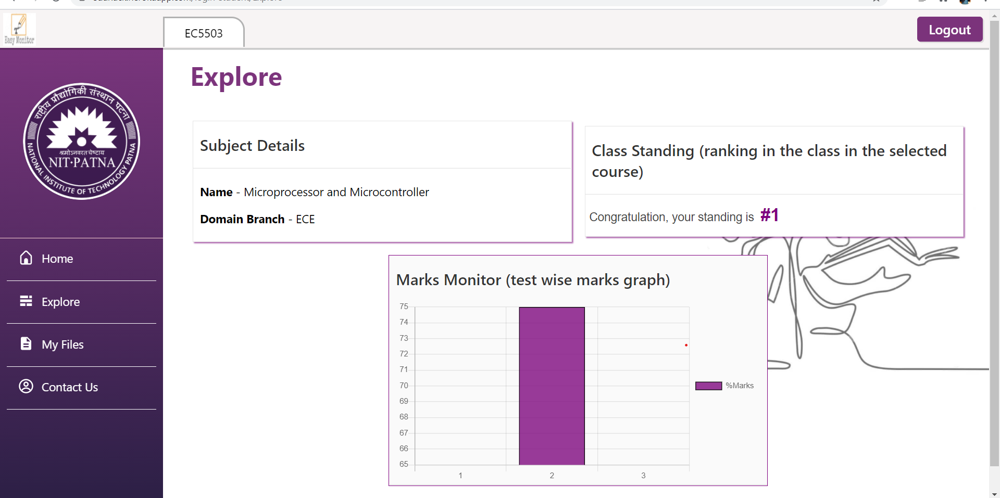 Easy Monitor
EC5503
Logout
राष्ट्रीय प्रौद्योगिकी संस्थान पटना
श्रमोऽनवरत चेष्टाय
NIT·PATNA
NATIONAL INSTITUTE OF TECHNOLOGY PATNA
Home
Explore
My Files
Contact Us
Explore
Subject Details
Name - Microprocessor and Microcontroller
Domain Branch - ECE
Class Standing (ranking in the class in the selected
course)
Congratulation, your standing is #1
Marks Monitor (test wise marks graph)
75
74
73
72
71
70
69
68
67
66
65
1 2 3
%Marks